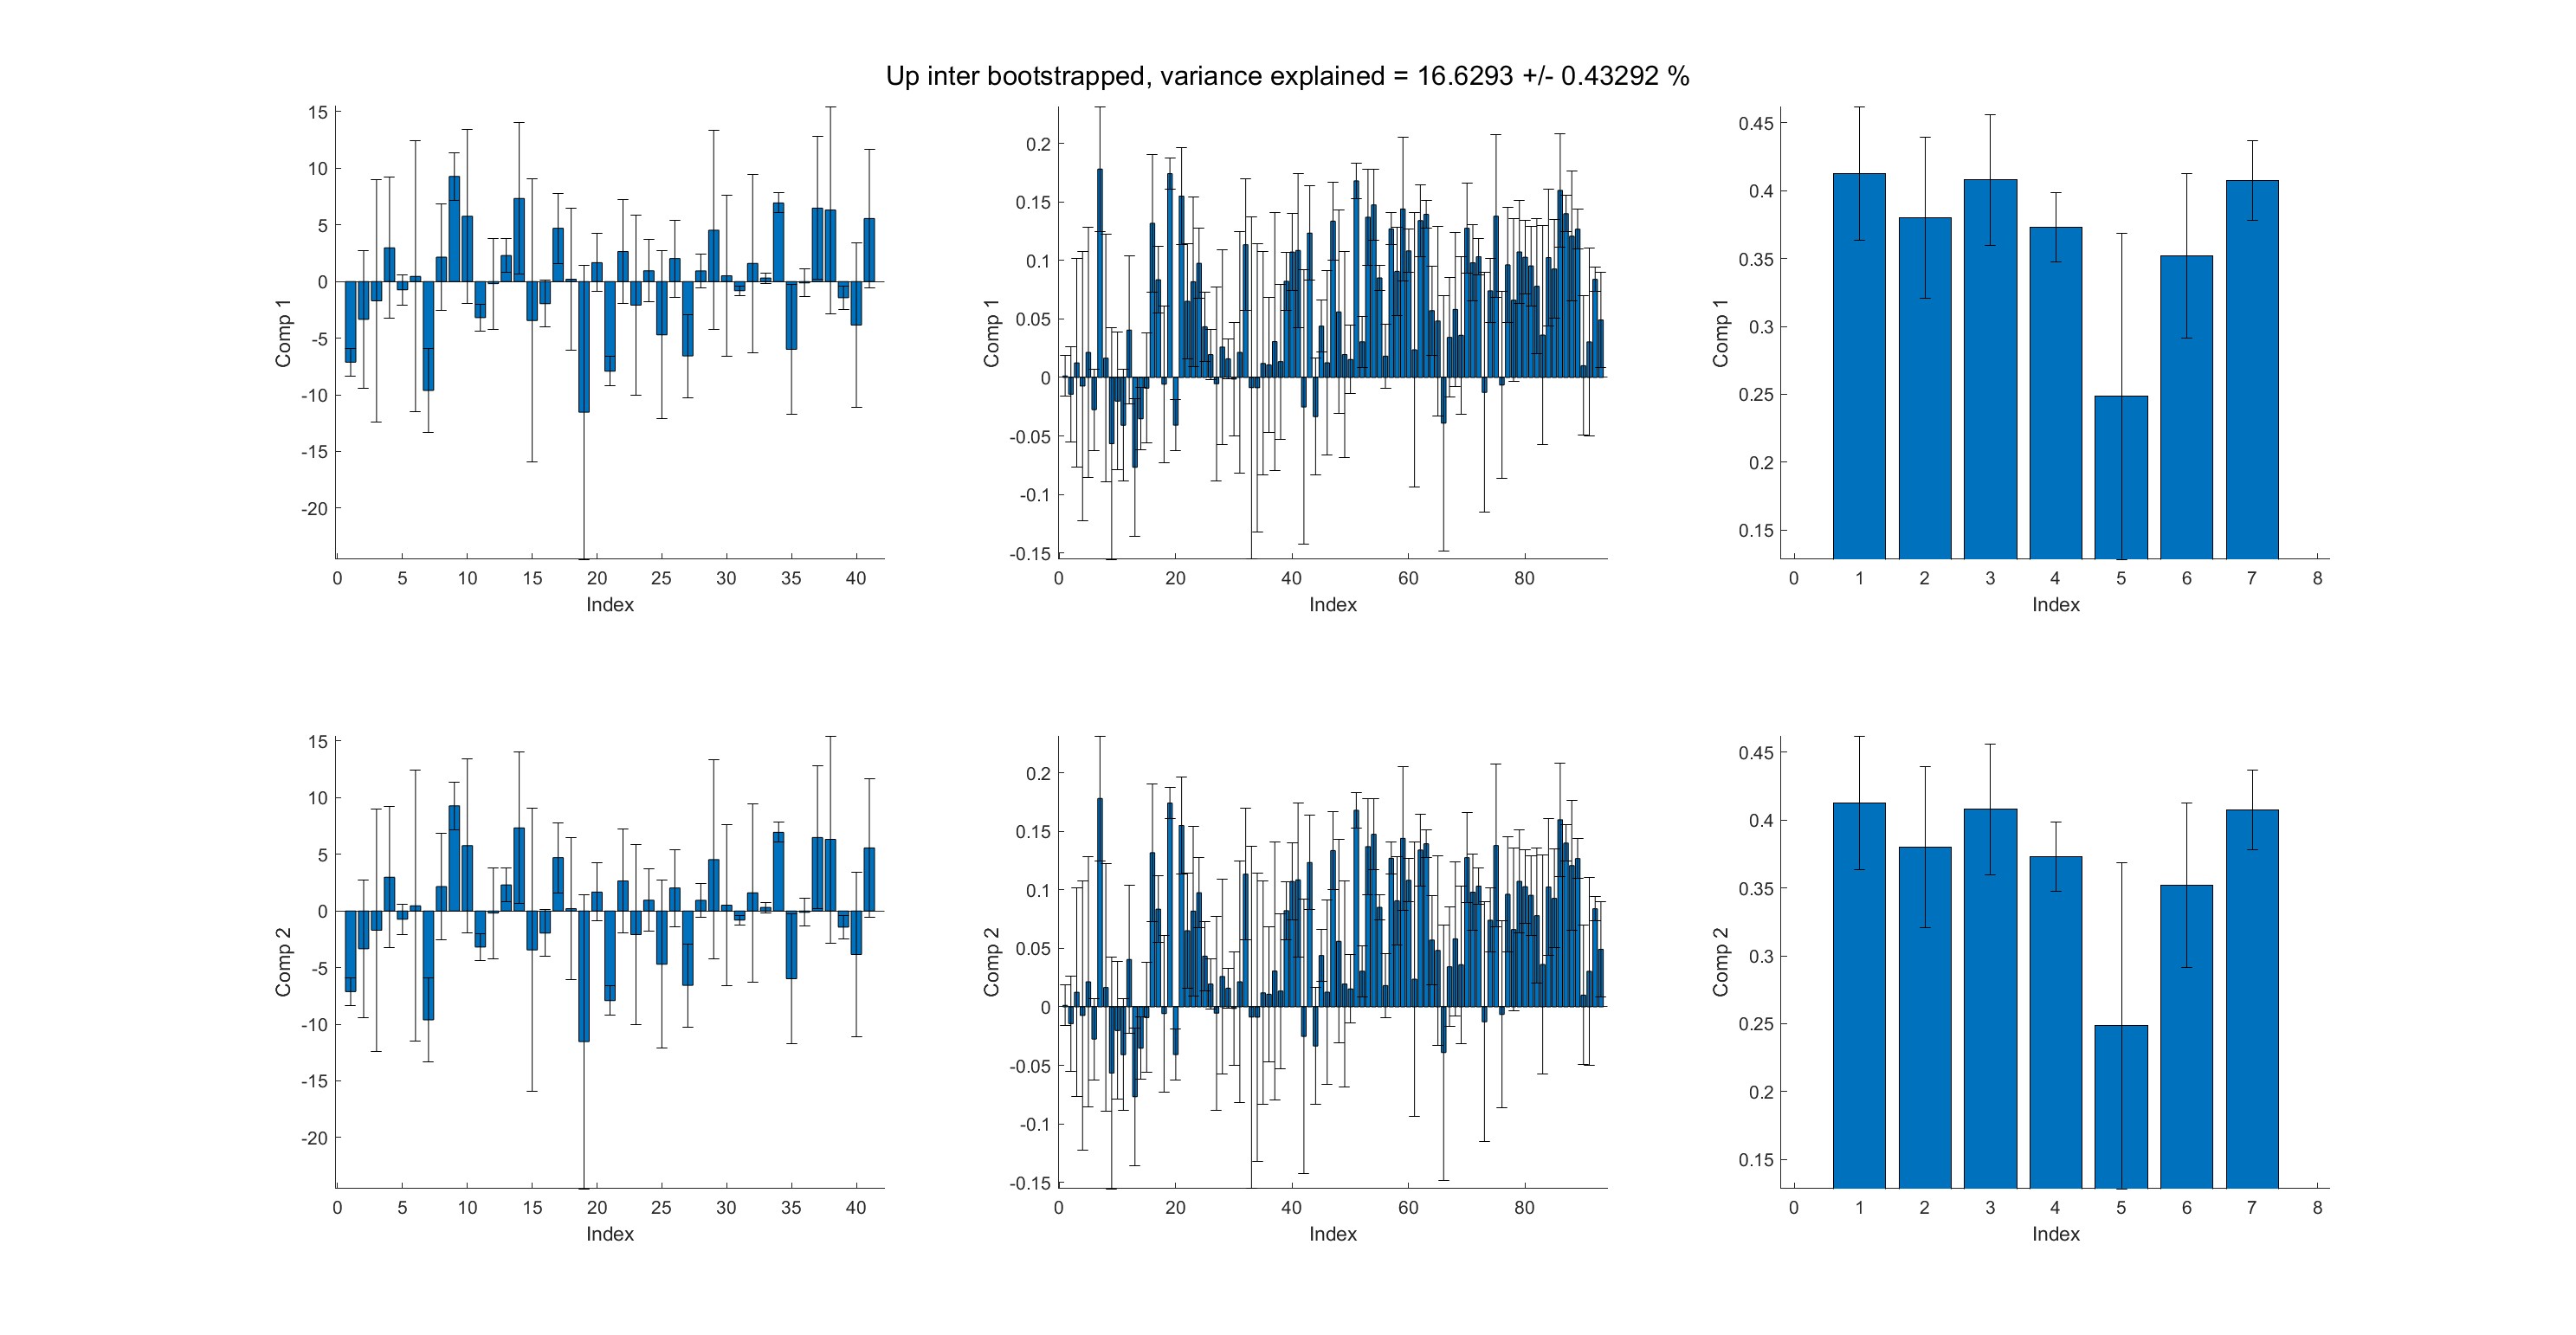 Up inter bootstrapped, variance explained = 16.6293 +/- 0.43292 %
15
10
5
0
-5
-10
-15
-20
Comp 1
0 5 10 15 20 25 30 35 40
Index
0.2
0.15
0.1
0.05
0
-0.05
-0.1
-0.15
Comp 1
0 20 40 60 80
Index
0.45
0.4
0.35
0.3
0.25
0.2
0.15
Comp 1
0 1 2 3 4 5 6 7 8
Index
15
10
5
0
-5
-10
-15
-20
Comp 2
0 5 10 15 20 25 30 35 40
Index
0.2
0.15
0.1
0.05
0
-0.05
-0.1
-0.15
Comp 2
0 20 40 60 80
Index
0.45
0.4
0.35
0.3
0.25
0.2
0.15
Comp 2
0 1 2 3 4 5 6 7 8
Index